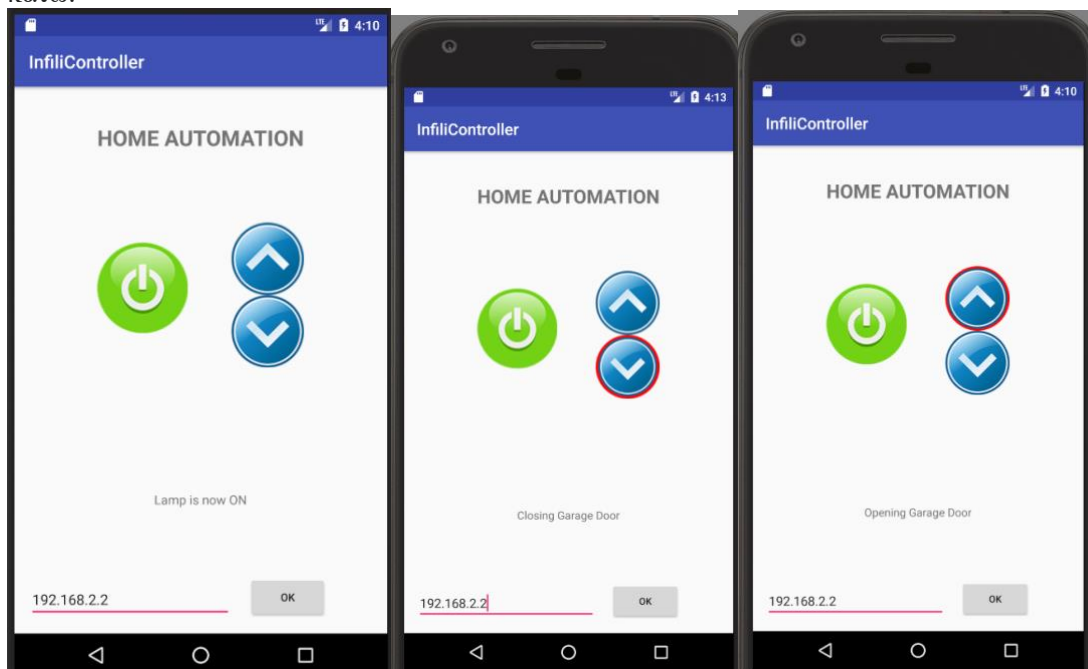 4:10
InfiliController
HOME AUTOMATION
Lamp is now ON
192.168.2.2
OK
4:13
InfiliController
HOME AUTOMATION
Closing Garage Door
192.168.2.2
OK
4:10
InfiliController
HOME AUTOMATION
Opening Garage Door
192.168.2.2
OK